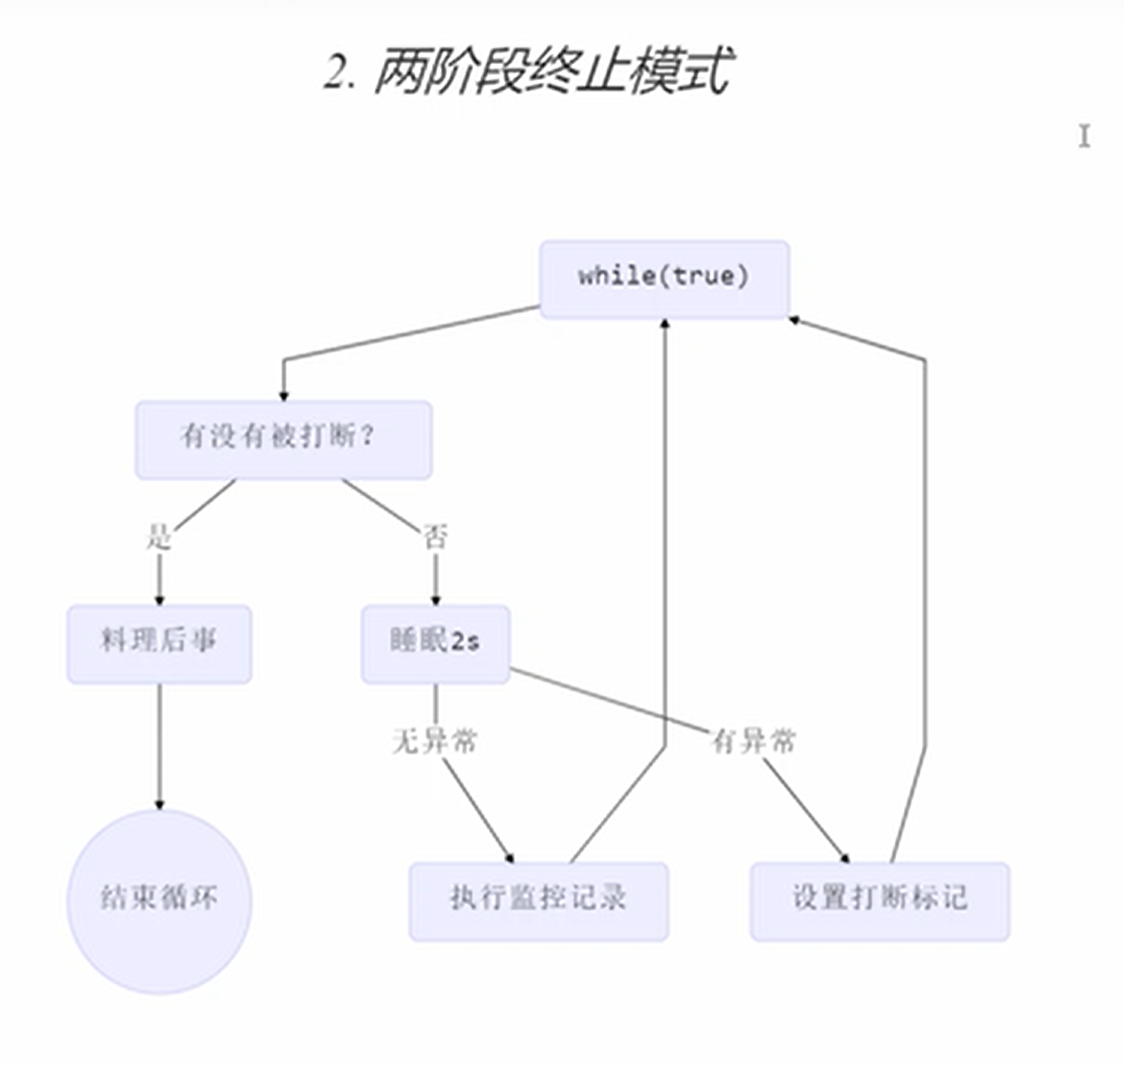 2. 两阶段终止模式
while(true)
有没有被打断?
是
否
料理后事
睡眠2s
无异常
有异常
结束循环
执行监控记录
设置打断标记